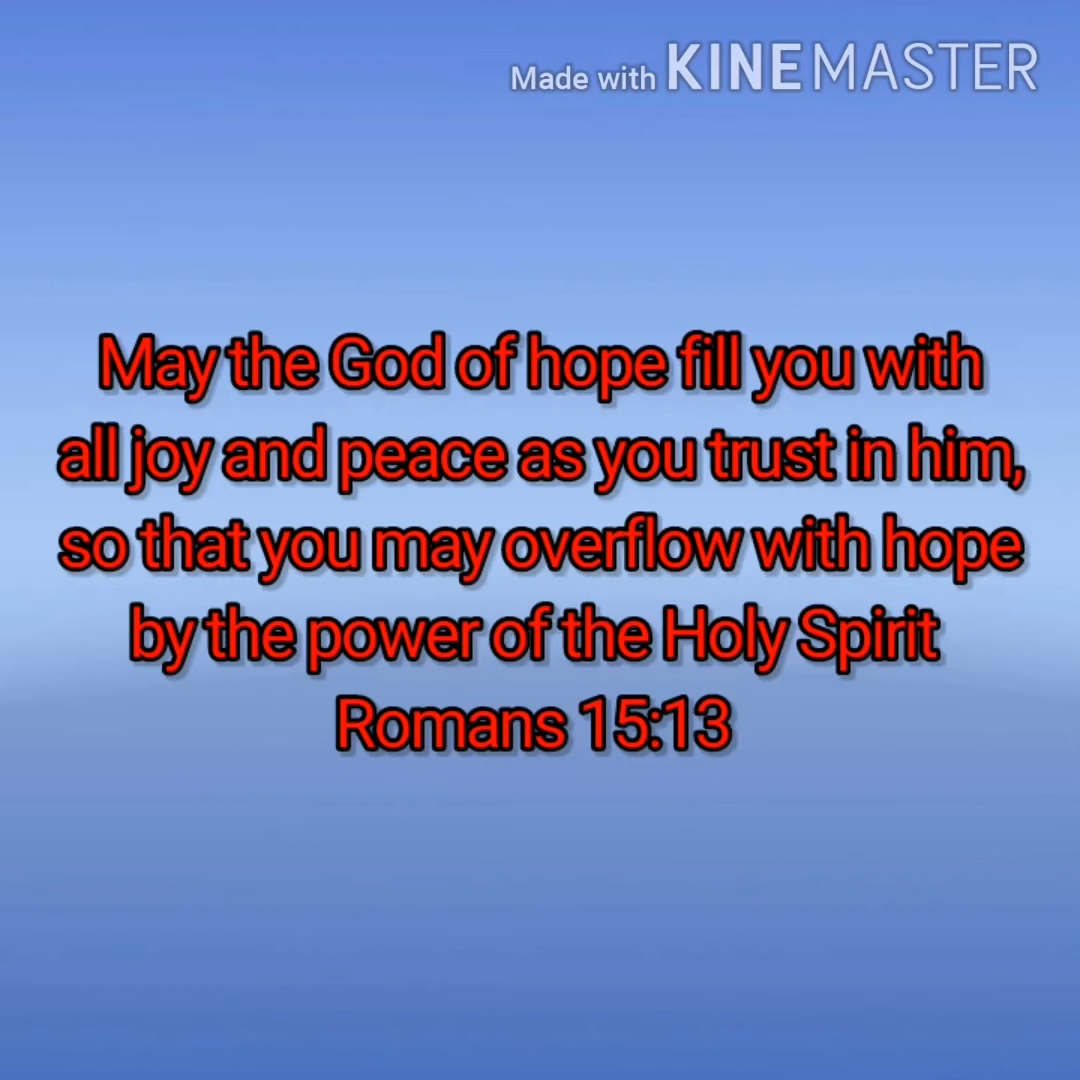 Made with KINEMASTER
May the God of hope fill you with
all joy and peace as you trust in him,
so that you may overflow with hope
by the power of the Holy Spirit
Romans 15:13